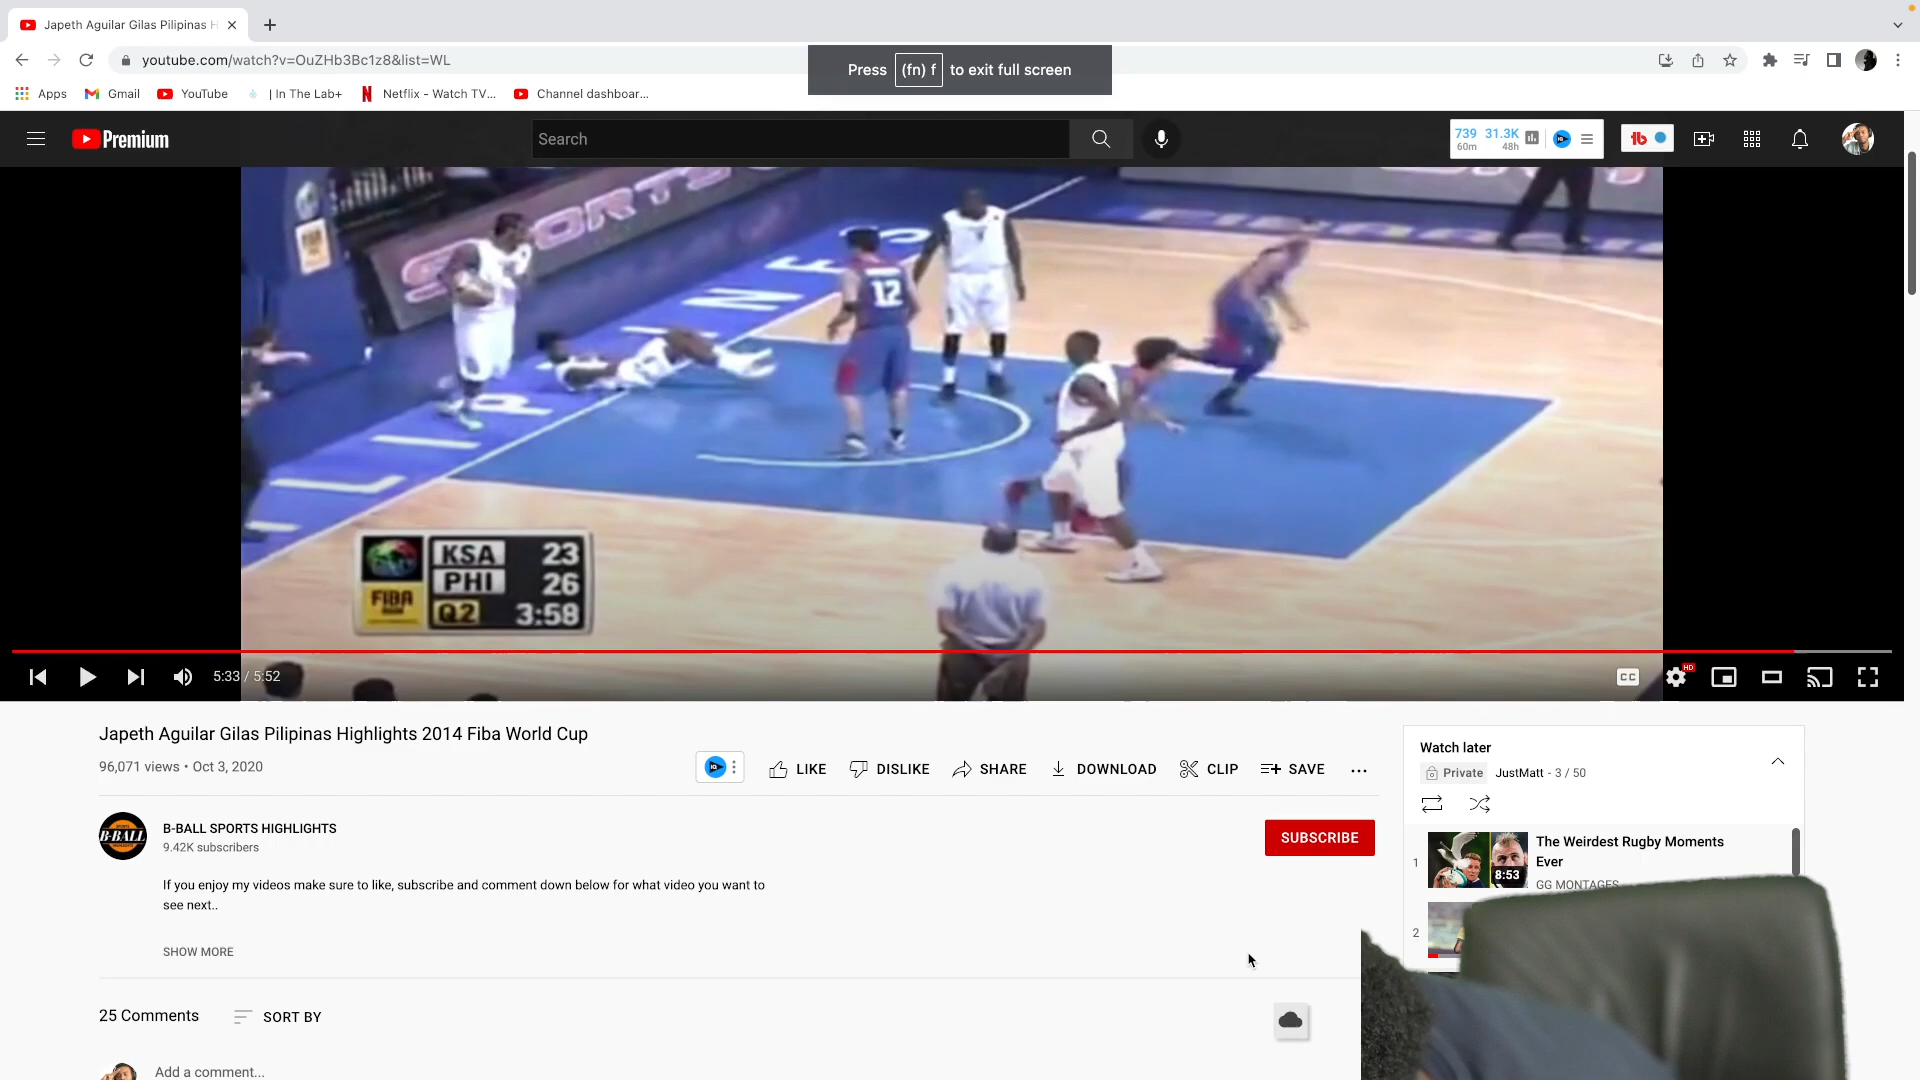 Japeth Aguilar Gilas Pilipinas H
youtube.com/watch?v=OuZHb3Bc1z8&list=WL
Press (fn) f to exit full screen
Apps Gmail YouTube | In The Lab+ Netflix - Watch TV... Channel dashboar...
Premium
Search
739 31.3K
60m 48h
SPORTS
12
PILIPINES
KSA 23
PHI 26
FIBA Q2 3:58
5:33 / 5:52
CC
HD
Japeth Aguilar Gilas Pilipinas Highlights 2014 Fiba World Cup
96,071 views • Oct 3, 2020
LIKE DISLIKE SHARE DOWNLOAD CLIP SAVE
Watch later
Private JustMatt - 3 / 50
B-BALL
B-BALL SPORTS HIGHLIGHTS
9.42K subscribers
SUBSCRIBE
1
8:53
The Weirdest Rugby Moments
Ever
GG MONTAGES
If you enjoy my videos make sure to like, subscribe and comment down below for what video you want to
see next..
2
SHOW MORE
25 Comments SORT BY
Add a comment...